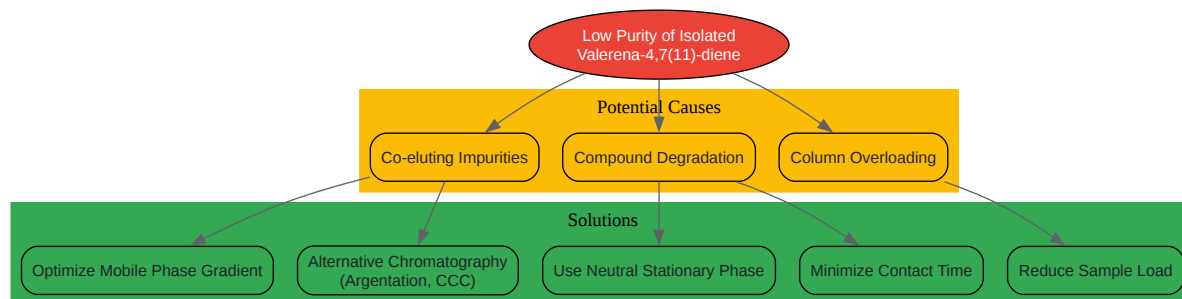 Low Purity of Isolated
Valerena-4,7(11)-diene
Potential Causes
Co-eluting Impurities
Compound Degradation
Column Overloading
Solutions
Optimize Mobile Phase Gradient
Alternative Chromatography
(Argentation, CCC)
Use Neutral Stationary Phase
Minimize Contact Time
Reduce Sample Load